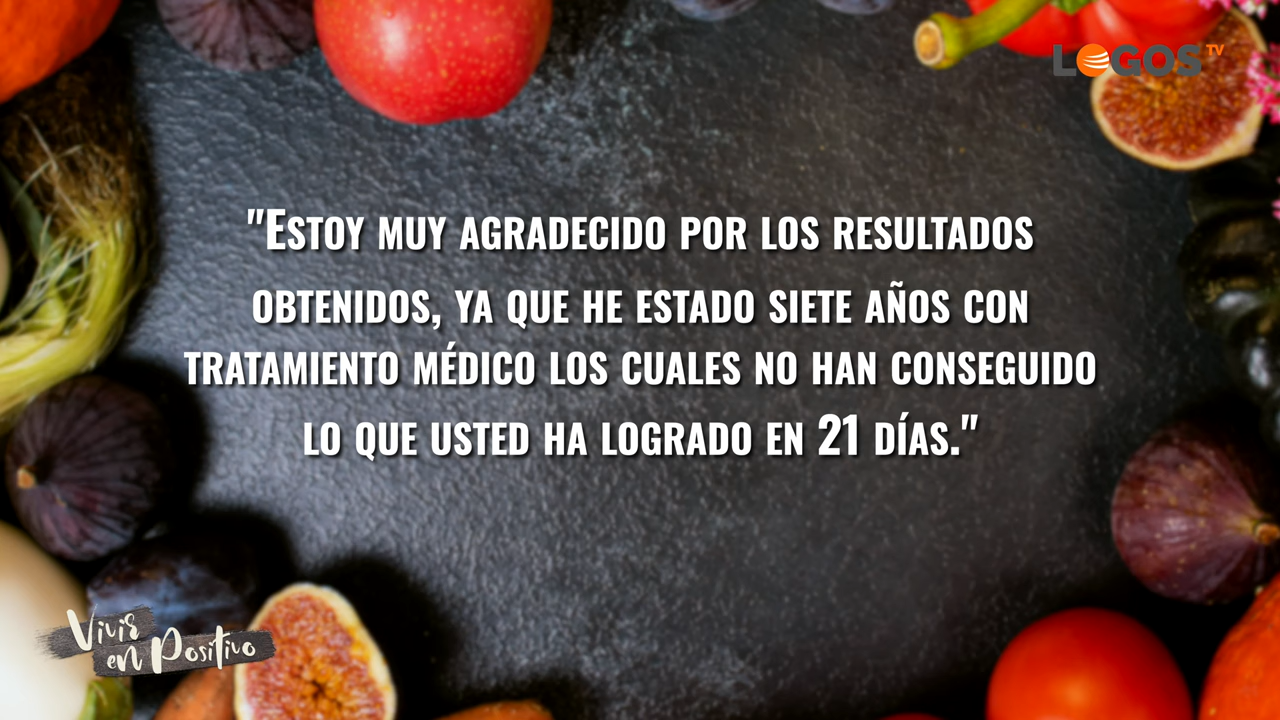 LOGOS TV
"ESTOY MUY AGRADECIDO POR LOS RESULTADOS
OBTENIDOS, YA QUE HE ESTADO SIETE AÑOS CON
TRATAMIENTO MÉDICO LOS CUALES NO HAN CONSEGUIDO
LO QUE USTED HA LOGRADO EN 21 DÍAS."
Vivir
en Positivo